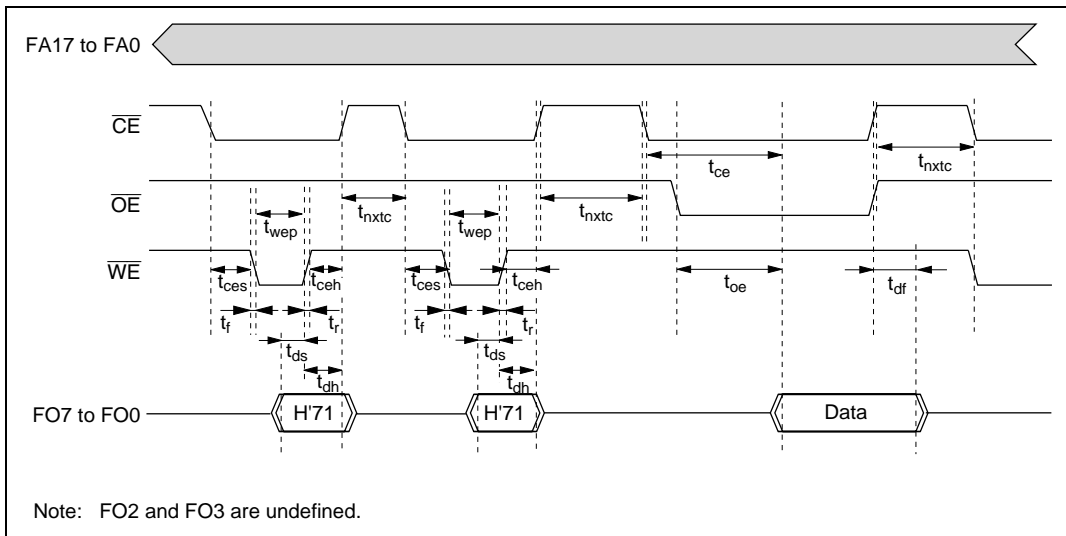 FA17 to FA0
CE
t_ce
t_nxtc
OE
t_wep
t_nxtc
t_wep
t_nxtc
WE
t_ces
t_ceh
t_ces
t_ceh
t_oe
t_df
t_f
t_r
t_f
t_r
t_ds
t_ds
t_dh
t_dh
FO7 to FO0
H'71
H'71
Data
Note: FO2 and FO3 are undefined.